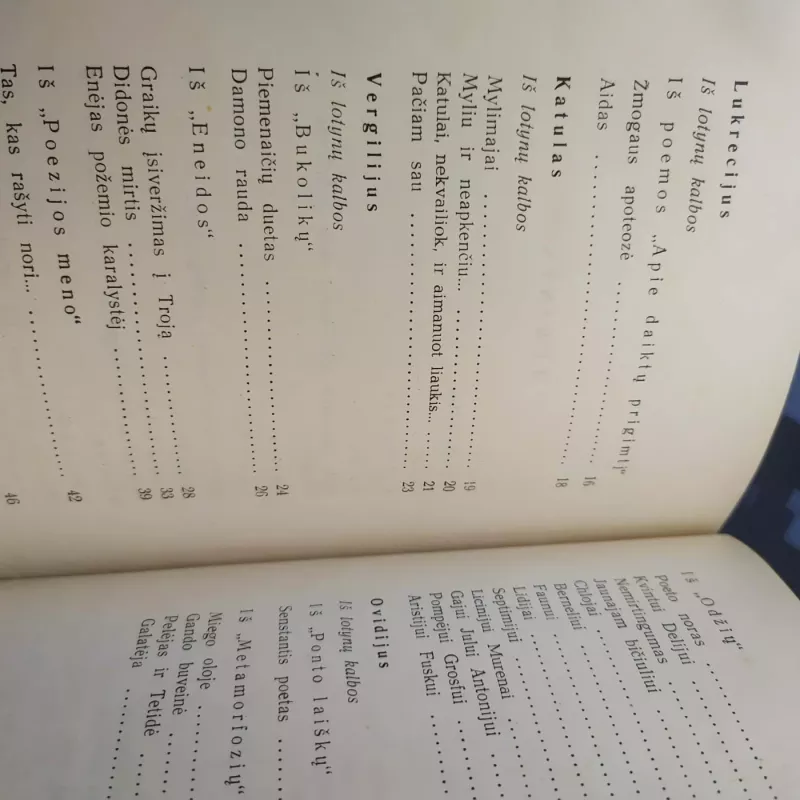 Lukrecijus
Iš lotynų kalbos
Iš poemos „Apie daiktų prigimtį“
Žmogaus apoteozė . . . . . . . . . . . . . . 16
Aidas . . . . . . . . . . . . . . . . . . . . . . 18
Katulas
Iš lotynų kalbos
Mylimajai . . . . . . . . . . . . . . . . . . . . 19
Myliu ir neapkenčiu... . . . . . . . . . . . . . 20
Katulai, nekvailiok, ir aimanuot liaukis... . . . . 21
Pačiam sau . . . . . . . . . . . . . . . . . . . 23
Vergilijus
Iš lotynų kalbos
Iš „Bukolikų“
Piemenaičių duetas . . . . . . . . . . . . . . . 24
Damono rauda . . . . . . . . . . . . . . . . . 26
Iš „Eneidos“
Graikų įsiveržimas į Troją . . . . . . . . . . . 28
Didonės mirtis . . . . . . . . . . . . . . . . . 33
Enėjas požemio karalystėj . . . . . . . . . . . 39
Iš „Poezijos meno“
Tas, kas rašyti nori... . . . . . . . . . . . . . 42
46
Iš „Odžių“
Poeto noras . . . . . .
Kvintui Delijui . . . . . .
Nemirtingumas . . . . . .
Jaunajam bičiuliui . . . . . .
Chlojai . . . . . .
Berneliui . . . . . .
Faunui . . . . . .
Lidijai . . . . . .
Septimijui . . . . . .
Licinijui Murenai . . . . . .
Gajui Jului Antonijui . . . . . .
Pompėjui Grosfui . . . . . .
Aristijui Fuskui . . . . . .
Ovidijus
Iš lotynų kalbos
Iš „Ponto laiškų“
Senstantis poetas . . . . . .
Iš „Metamorfozių“
Miego oloje . . . . . .
Gando buveinė . . . . . .
Pelėjas ir Tetidė . . . . . .
Galatėja . . . . . .